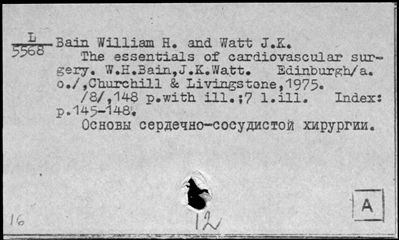 L
5568
Bain William H. and Watt J.K.
The essentials of cardiovascular sur-
gery. W.H.Bain,J.K.Watt. Edinburgh/a.
o./,Churchill & Livingstone,1975.
/8/,148 p.with ill.;7 l.ill. Index:
p.145-148.
Основы сердечно-сосудистой хирургии.
A
16
12